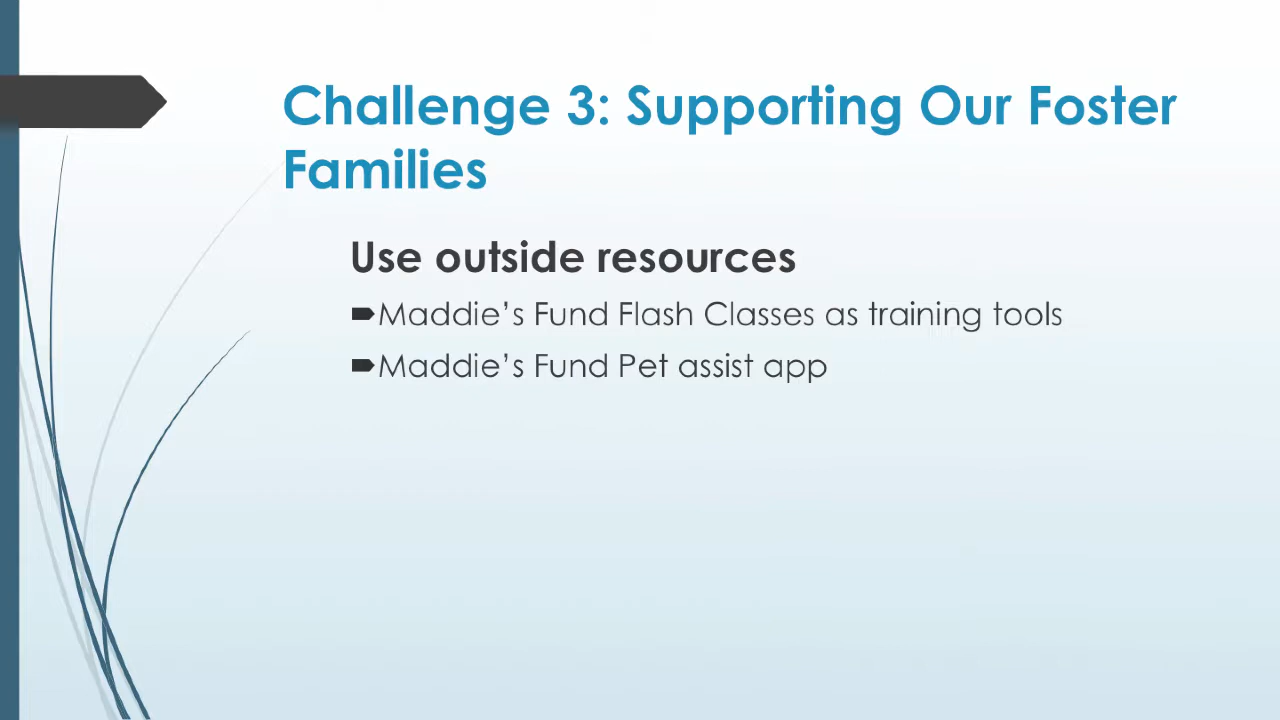 Challenge 3: Supporting Our Foster
Families
Use outside resources
Maddie’s Fund Flash Classes as training tools
Maddie’s Fund Pet assist app